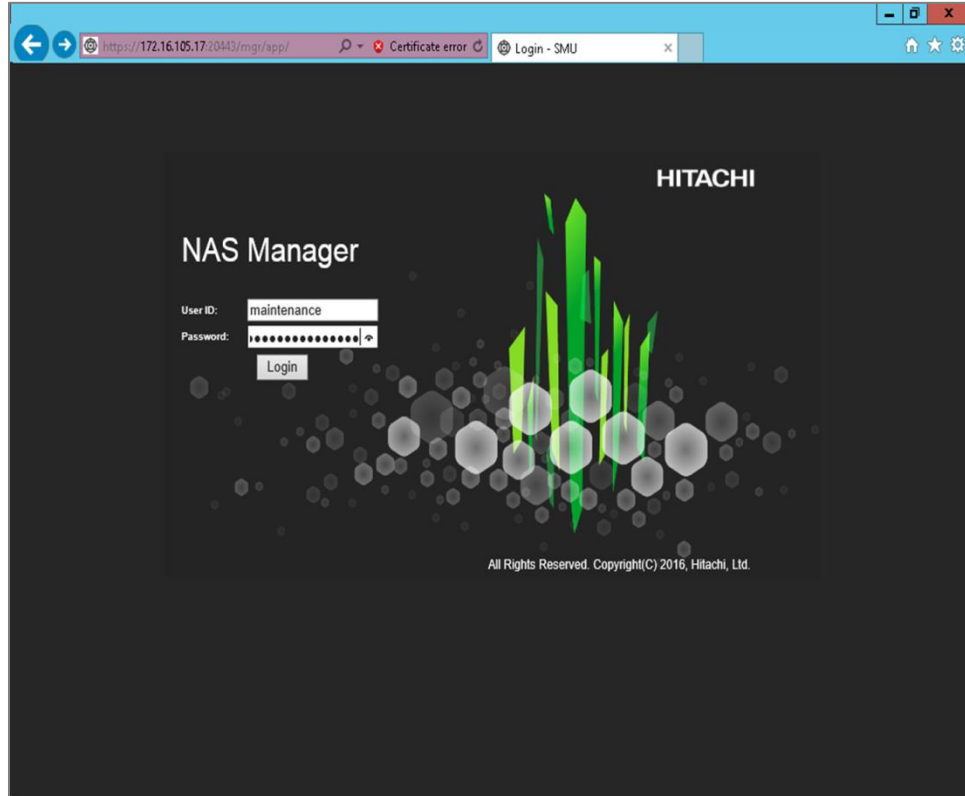 https://172.16.105.17:20443/mgr/app/
Certificate error
Login - SMU
HITACHI
NAS Manager
User ID:
maintenance
Password:
Login
All Rights Reserved. Copyright(C) 2016, Hitachi, Ltd.